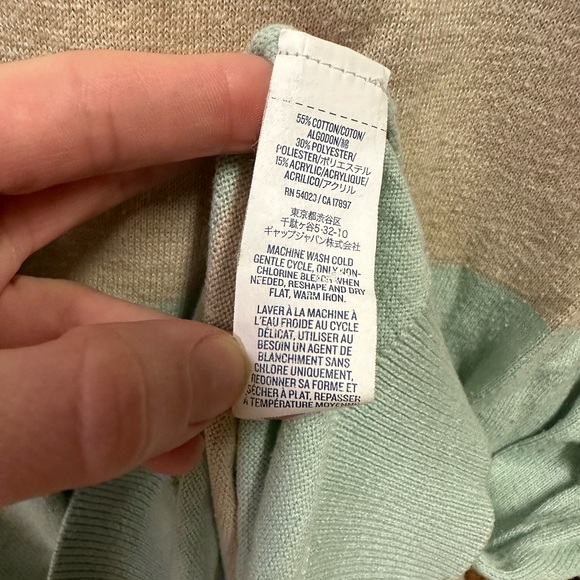 55% COTTON/COTON/
ALGODON/綿
30% POLYESTER/
POLIESTER/ポリエステル
15% ACRYLIC/ACRYLIQUE/
ACRILICO/アクリル
RN 54023 / CA 17897
東京都渋谷区
千駄ヶ谷5-32-10
ギャップジャパン株式会社
MACHINE WASH COLD
GENTLE CYCLE, ONLY NON-
CHLORINE BLEACH WHEN
NEEDED, RESHAPE AND DRY
FLAT, WARM IRON.
LAVER À LA MACHINE À
L'EAU FROIDE AU CYCLE
DÉLICAT, UTILISER AU
BESOIN UN AGENT DE
BLANCHIMENT SANS
CHLORE UNIQUEMENT,
REDONNER SA FORME ET
SÉCHER À PLAT, REPASSER
À TEMPÉRATURE MOYENNE